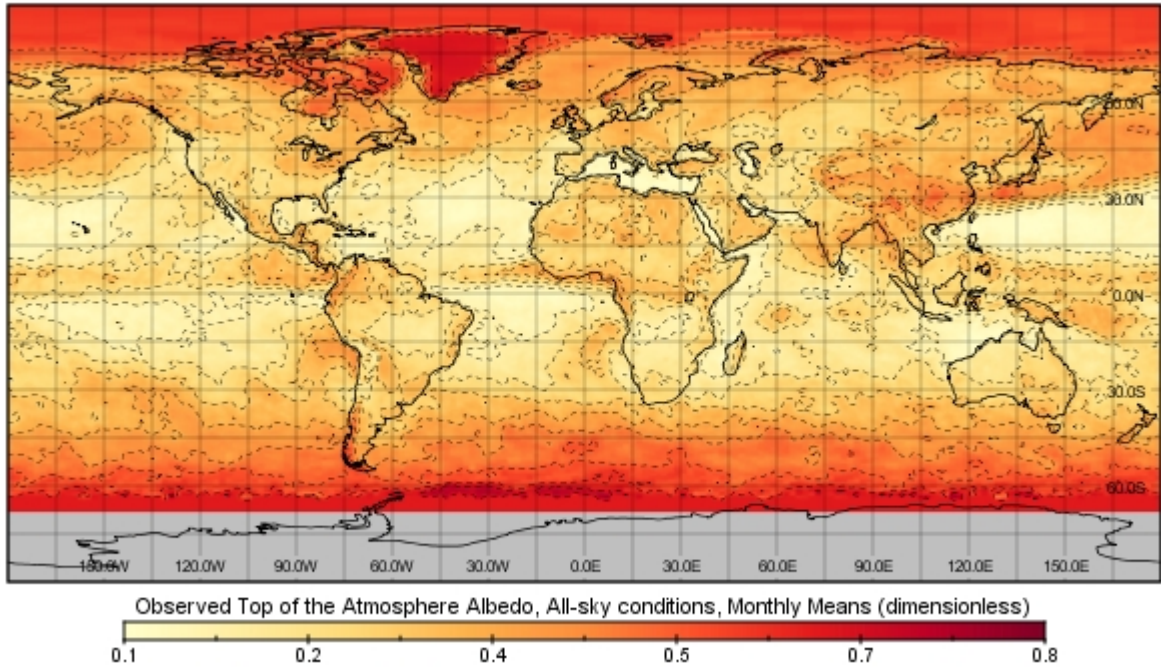 60.0N
30.0N
0.0N
30.0S
60.0S
150.0W 120.0W 90.0W 60.0W 30.0W 0.0E 30.0E 60.0E 90.0E 120.0E 150.0E
Observed Top of the Atmosphere Albedo, All-sky conditions, Monthly Means (dimensionless)
0.1 0.2 0.4 0.5 0.7 0.8